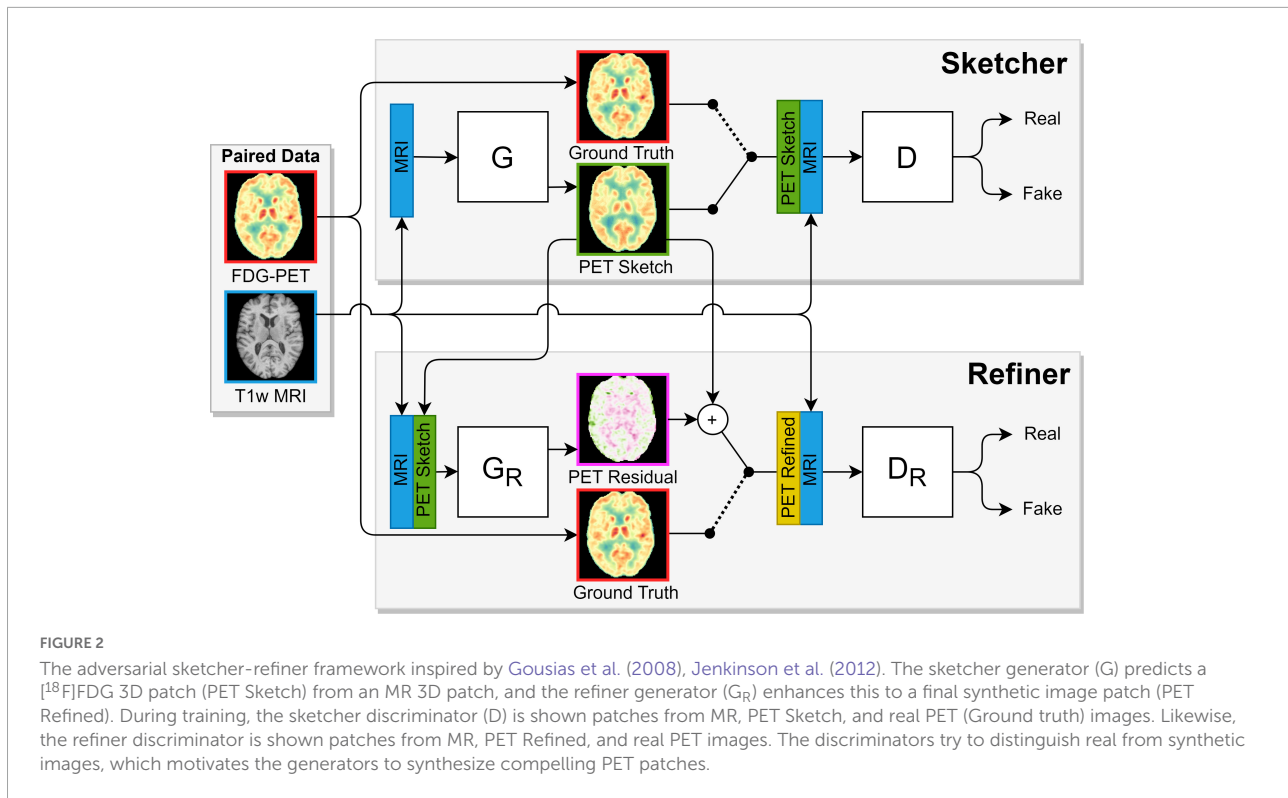 Sketcher
Paired Data
FDG-PET
T1w MRI
MRI
G
Ground Truth
PET Sketch
PET Sketch
MRI
D
Real
Fake
Refiner
MRI
PET Sketch
G_R
PET Residual
Ground Truth
+
PET Refined
MRI
D_R
Real
Fake
FIGURE 2
The adversarial sketcher-refiner framework inspired by Gousias et al. (2008), Jenkinson et al. (2012). The sketcher generator (G) predicts a
[¹⁸F]FDG 3D patch (PET Sketch) from an MR 3D patch, and the refiner generator (G_R) enhances this to a final synthetic image patch (PET
Refined). During training, the sketcher discriminator (D) is shown patches from MR, PET Sketch, and real PET (Ground truth) images. Likewise,
the refiner discriminator is shown patches from MR, PET Refined, and real PET images. The discriminators try to distinguish real from synthetic
images, which motivates the generators to synthesize compelling PET patches.